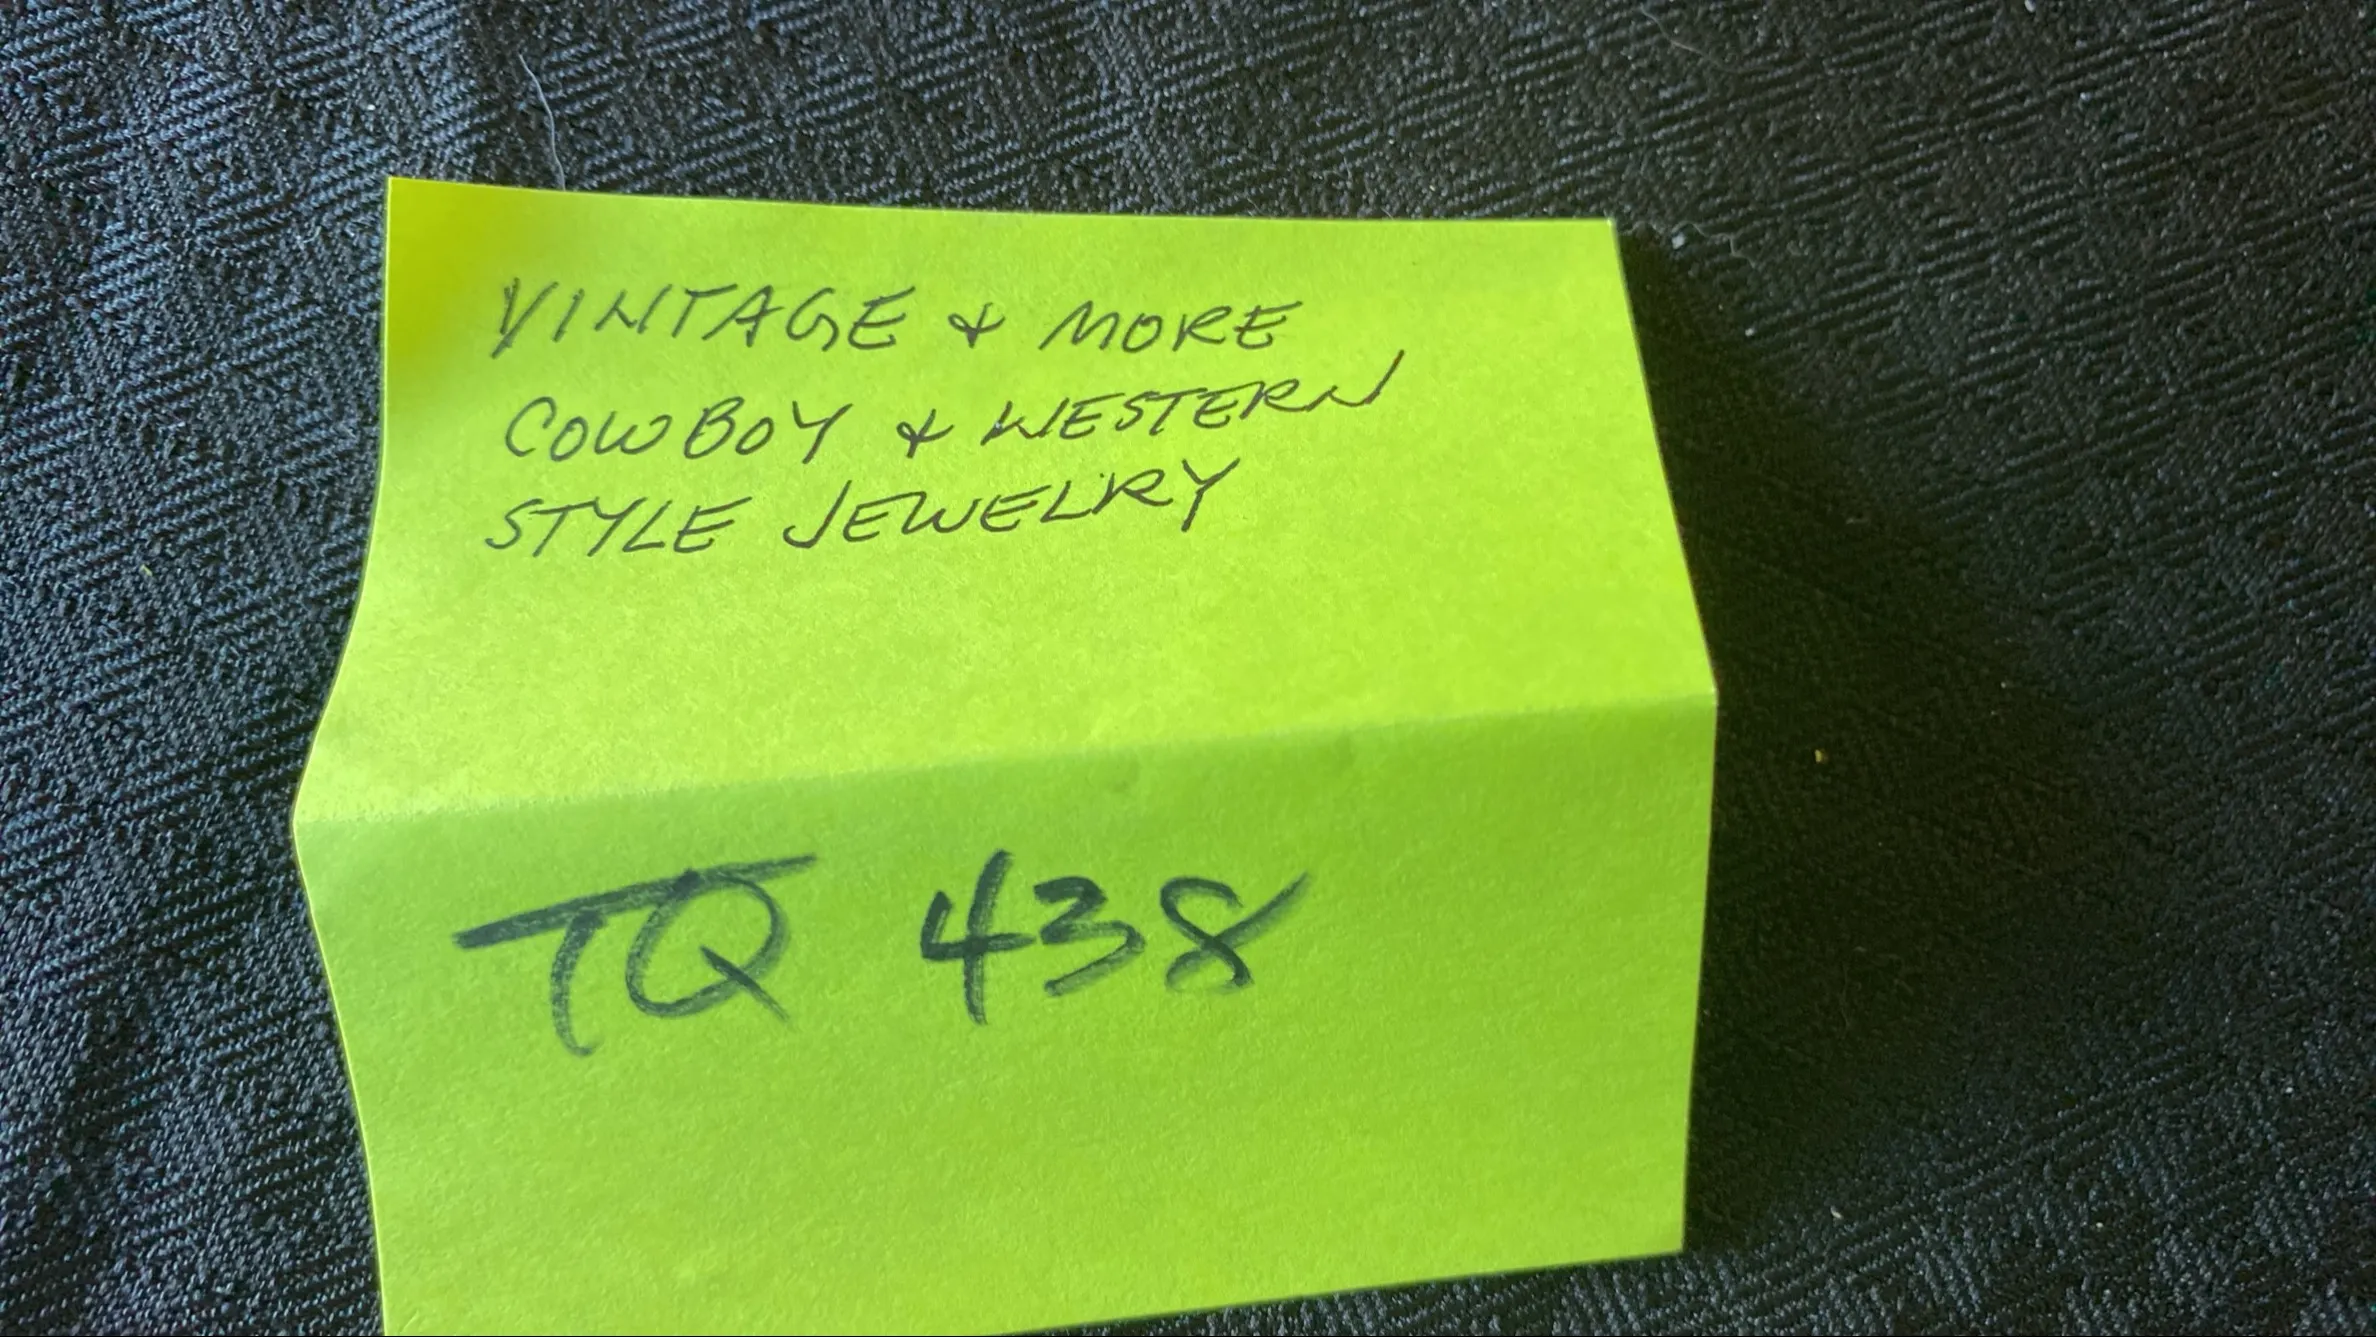 VINTAGE & MORE
COWBOY & WESTERN
STYLE JEWELRY
TQ 438